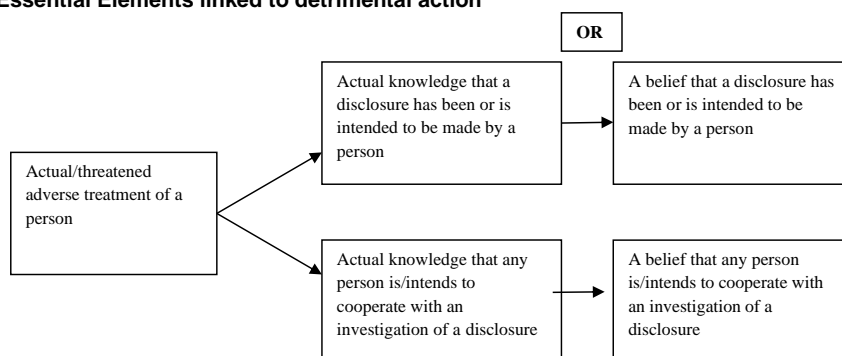 Essential Elements linked to detrimental action
OR
Actual knowledge that a
disclosure has been or is
intended to be made by a
person
A belief that a disclosure has
been or is intended to be
made by a person
Actual/threatened
adverse treatment of a
person
Actual knowledge that any
person is/intends to
cooperate with an
investigation of a disclosure
A belief that any person
is/intends to cooperate with
an investigation of a
disclosure